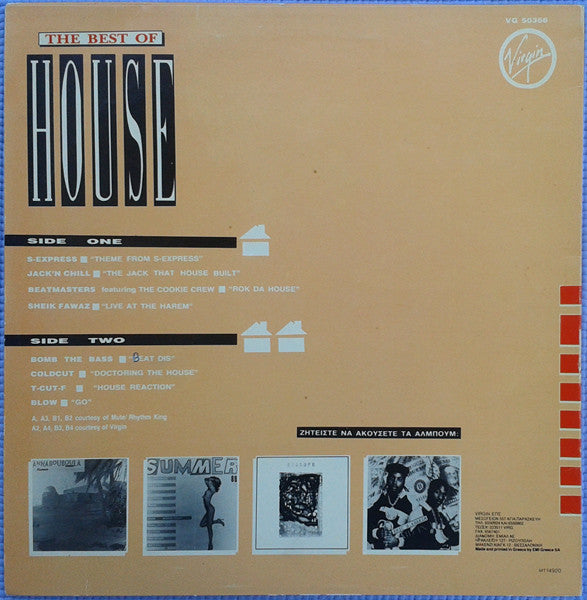 THE BEST OF
HOUSE
VG 50366
Virgin
SIDE ONE
S-EXPRESS "THEME FROM S-EXPRESS"
JACK'N CHILL "THE JACK THAT HOUSE BUILT"
BEATMASTERS featuring THE COOKIE CREW "ROK DA HOUSE"
SHEIK FAWAZ "LIVE AT THE HAREM"
SIDE TWO
BOMB THE BASS "BEAT DIS"
COLDCUT "DOCTORING THE HOUSE"
T-CUT-F "HOUSE REACTION"
BLOW "GO"
A, A3, B1, B2 courtesy of Mute/ Rhythm King
A2, A4, B3, B4 courtesy of Virgin
ΖΗΤΕΙΣΤΕ ΝΑ ΑΚΟΥΣΕΤΕ ΤΑ ΑΛΜΠΟΥΜ:
SUMMER
88
VIRGIN ΕΠΕ
Made and printed in Greece by EMI Greece SA